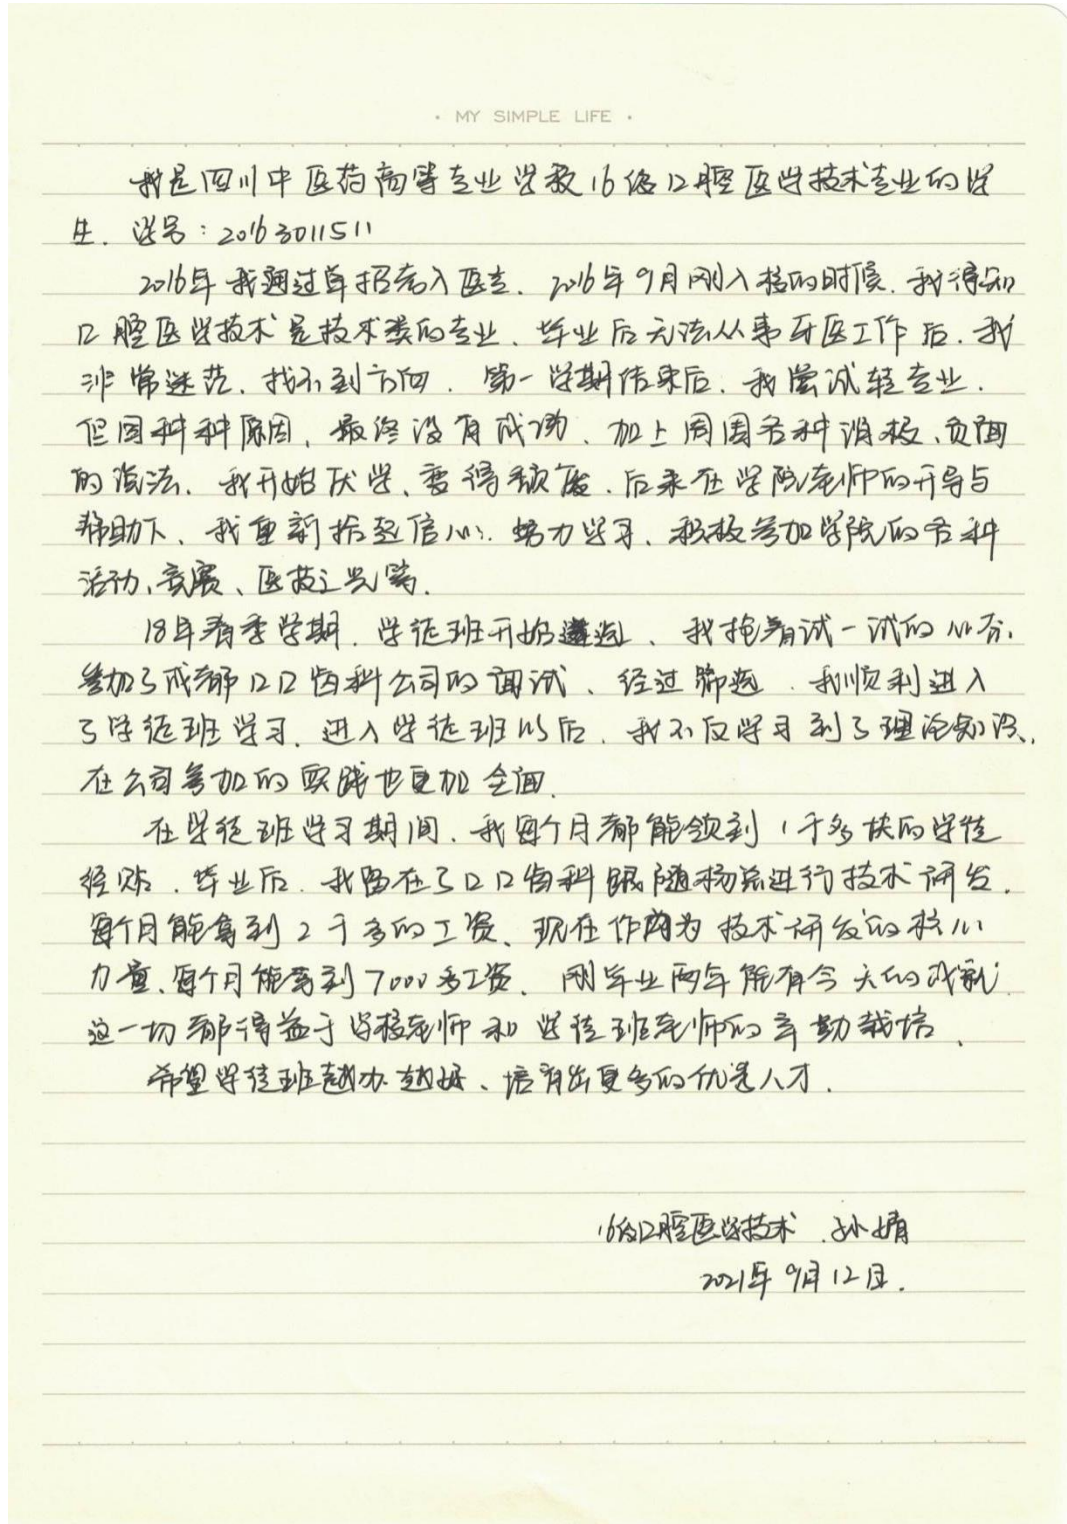 · MY SIMPLE LIFE ·
我是四川中医药高等专业学校16级口腔医学技术专业的学
生. 学号：20163011511
2016年我通过单招考入医专. 2016年9月刚入校的时候. 我得知
口腔医学技术是技术类的专业、毕业后无法从事牙医工作后. 我
非常迷茫. 找不到方向. 第一学期结束后. 我尝试转专业.
但因种种原因、最终没有成功、加上周围各种消极、负面
的说法. 我开始厌学、变得颓废. 后来在学院老师的开导与
帮助下、我重新拾起信心. 努力学习、积极参加学院的各种
活动、竞赛、医技之光等.
18年春季学期. 学徒班开始遴选、我抱着试一试的心态.
参加了成都口口齿科公司的面试、经过筛选. 我顺利进入
了学徒班学习. 进入学徒班以后. 我不仅学习到了理论知识.
在公司参加的实践也更加全面.
在学徒班学习期间. 我每个月都能领到1千多块的学徒
经贴. 毕业后. 我留在了口口齿科跟随杨总进行技术研发.
每个月能拿到2千多的工资、现在作为技术研发的核心
力量、每个月能拿到7000多工资. 刚毕业两年能有今天的成就.
这一切都得益于学校老师和学徒班老师的辛勤栽培.
希望学徒班越办越好、培育出更多的优秀人才.
16级口腔医学技术. 孙婧
2021年9月12日.